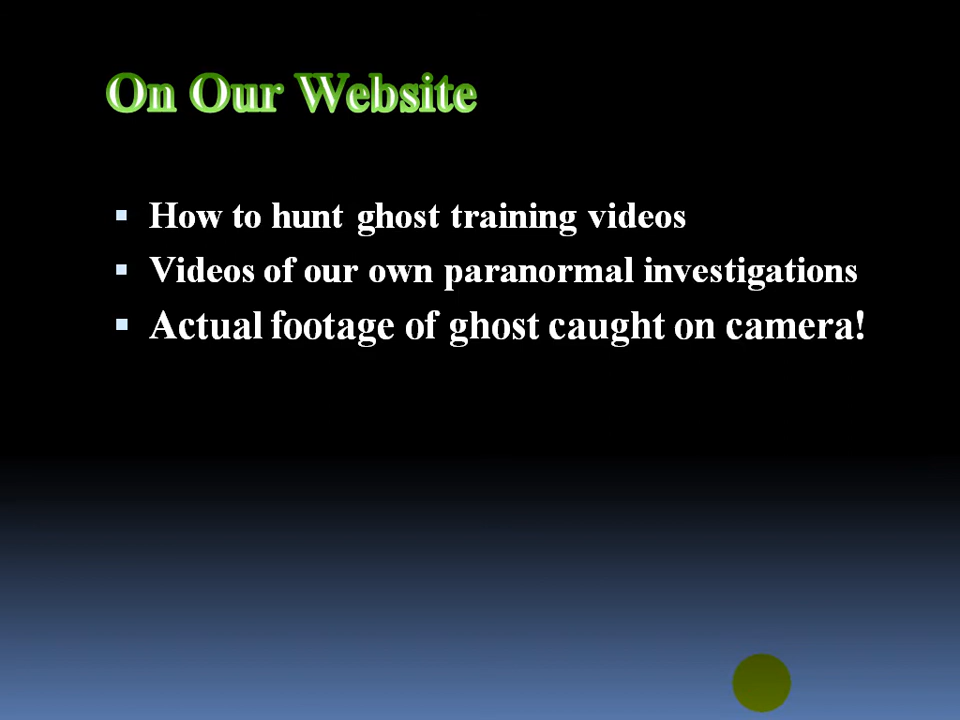 On Our Website
How to hunt ghost training videos
Videos of our own paranormal investigations
Actual footage of ghost caught on camera!